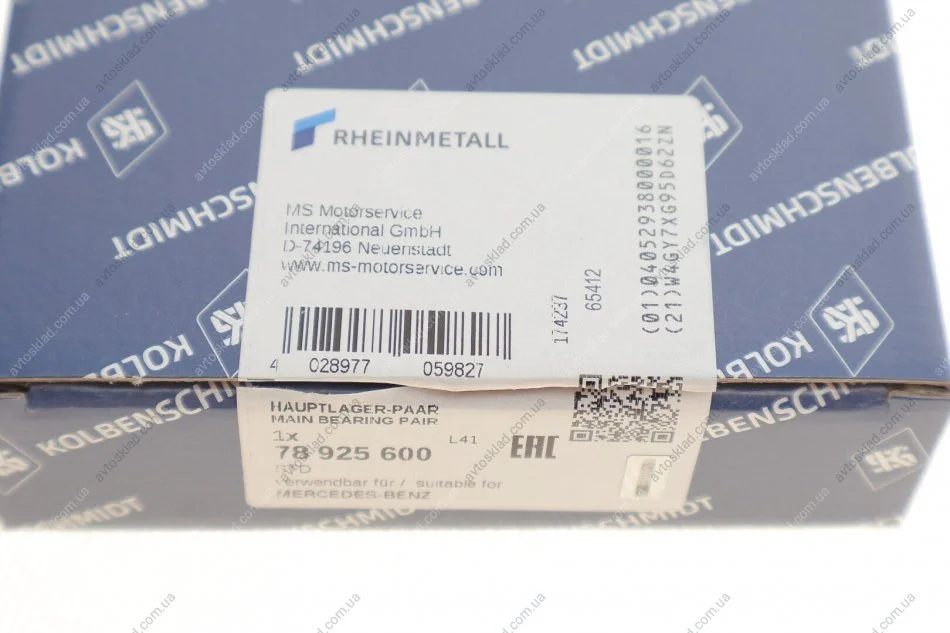 KOLBENSCHMIDT
KOLBENSCHMIDT
KOLBENSCHMIDT
RHEINMETALL
MS Motorservice
International GmbH
D-74196 Neuenstadt
www.ms-motorservice.com
4 028977 059827
174237
65412
(01)04052938000016
(21)W4GY7XG95D62ZN
HAUPTLAGER-PAAR
MAIN BEARING PAIR
1x
L41
78 925 600
EAC
STD
verwendbar für / suitable for
MERCEDES-BENZ
KOLBENSCHMIDT
avtosklad.com.ua